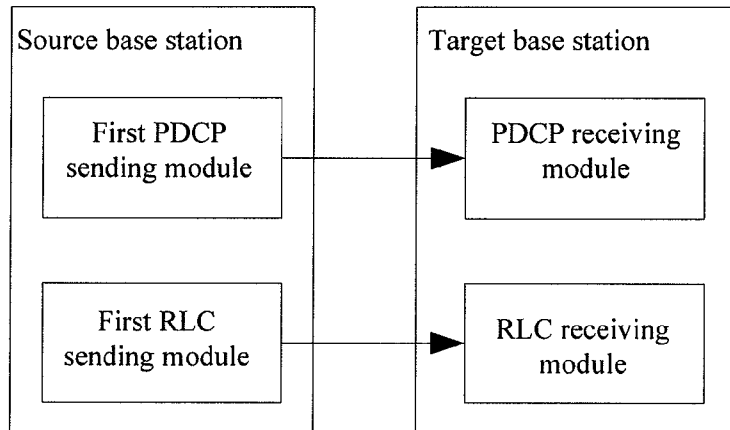 Source base station
Target base station
First PDCP
sending module
PDCP receiving
module
First RLC
sending module
RLC receiving
module